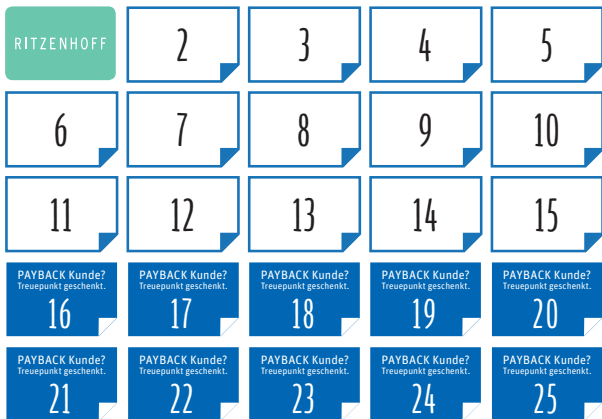 RITZENHOFF 2 3 4 5
6 7 8 9 10
11 12 13 14 15
PAYBACK Kunde? PAYBACK Kunde? PAYBACK Kunde? PAYBACK Kunde? PAYBACK Kunde?
Treuepunkt geschenkt. Treuepunkt geschenkt. Treuepunkt geschenkt. Treuepunkt geschenkt. Treuepunkt geschenkt.
16 17 18 19 20
PAYBACK Kunde? PAYBACK Kunde? PAYBACK Kunde? PAYBACK Kunde? PAYBACK Kunde?
Treuepunkt geschenkt. Treuepunkt geschenkt. Treuepunkt geschenkt. Treuepunkt geschenkt. Treuepunkt geschenkt.
21 22 23 24 25